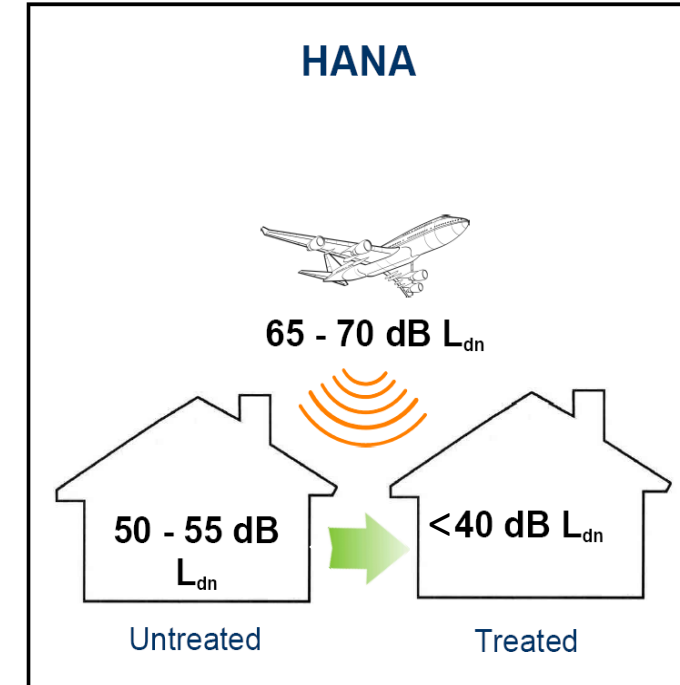 HANA
65 - 70 dB Ldn
50 - 55 dB
Ldn
<40 dB Ldn
Untreated
Treated